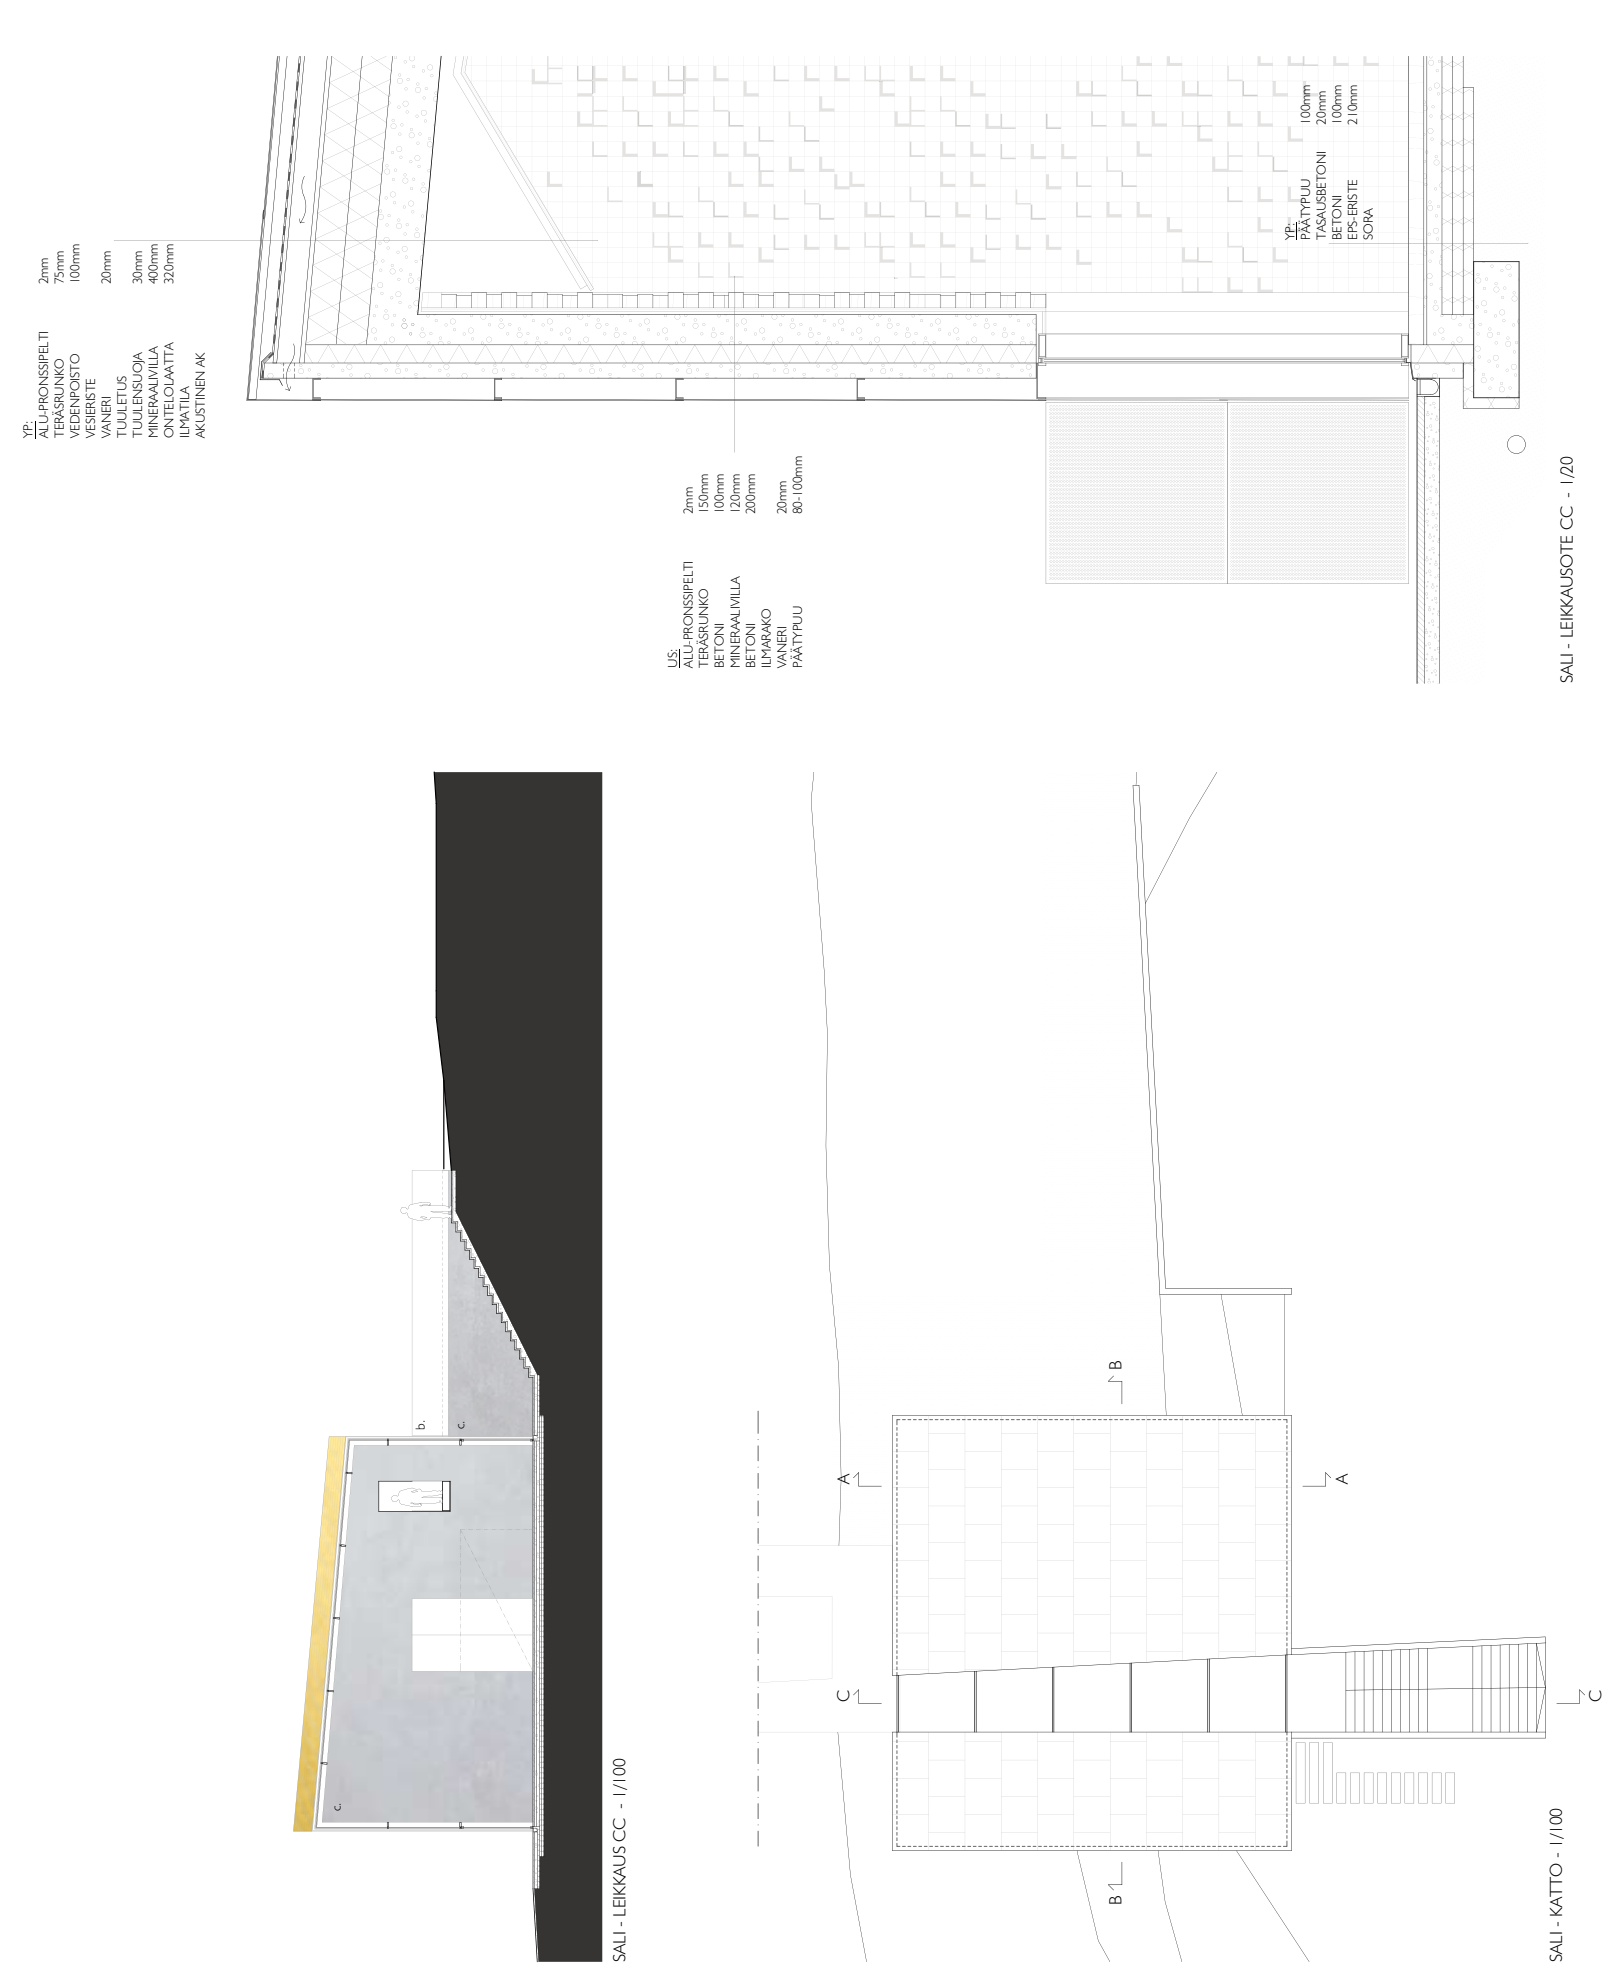 c.
b.
c.
SALI - LEIKKAUS CC - 1/100
C
A
B
B
A
C
SALI - KATTO - 1/100
YP:
ALU-PRONSSIPELTI 2mm
TERÄSRUNKO 75mm
VEDENPOISTO 100mm
VESIERISTE
VANERI 20mm
TUULETUS
TUULENSUOJA 30mm
MINERAALIVILLA 400mm
ONTELOLAATTA 320mm
ILMATILA
AKUSTINEN AK
US:
ALU-PRONSSIPELTI 2mm
TERÄSRUNKO 150mm
BETONI 100mm
MINERAALIVILLA 120mm
BETONI 200mm
ILMARAKO
VANERI 20mm
PÄÄTYPUU 80-100mm
YP:
PÄÄTYPUU 100mm
TASAUSBETONI 20mm
BETONI 100mm
EPS-ERISTE 210mm
SORA
SALI - LEIKKAUSOTE CC - 1/20